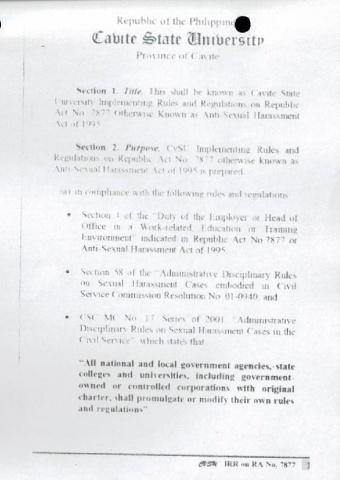 Republic of the Philippine
Cavite State University
Province of Cavite
Section 1. Title. This shall be known as Cavite State
University Implementing Rules and Regulations on Republic
Act No. 7877 Otherwise Known as Anti-Sexual Harassment
Act of 1995.
Section 2. Purpose. CvSU Implementing Rules and
Regulations on Republic Act No. 7877 otherwise known as
Anti-Sexual Harassment Act of 1995 is prepared
in compliance with the following rules and regulations
• Section 4 of the "Duty of the Employer or Head of
Office in a Work-related, Education or Training
Environment" indicated in Republic Act No 7877 or
Anti-Sexual Harassment Act of 1995.
• Section 58 of the "Administrative Disciplinary Rules
on Sexual Harassment Cases embodied in Civil
Service Commission Resolution No. 01-0940, and
• CSC MC No. 17 Series of 2001 "Administrative
Disciplinary Rules on Sexual Harassment Cases in the
Civil Service" which states that
"All national and local government agencies, state
colleges and universities, including government-
owned or controlled corporations with original
charter, shall promulgate or modify their own rules
and regulations"
IRR on RA No. 7877 1